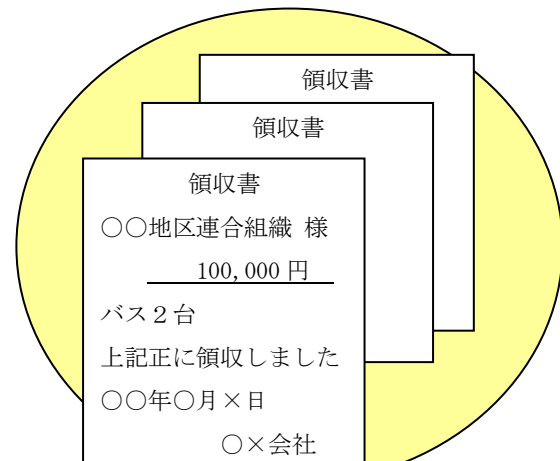 領収書
領収書
領収書
○○地区連合組織 様
100,000 円
バス２台
上記正に領収しました
○○年○月×日
○×会社